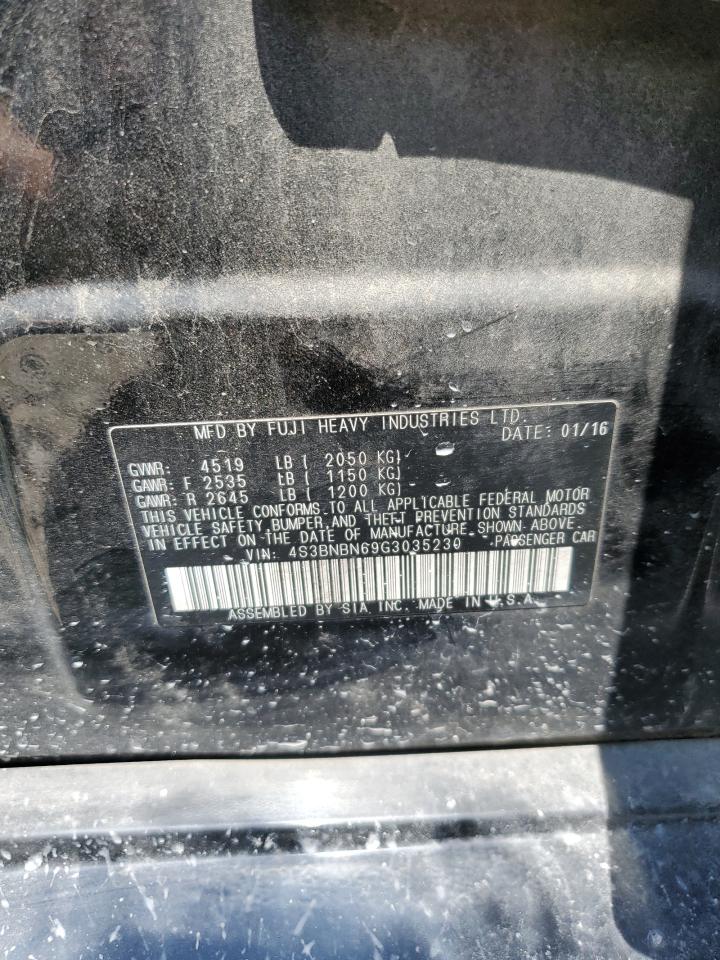 MFD BY FUJI HEAVY INDUSTRIES LTD.
DATE: 01/16
GVWR: 4519 LB ( 2050 KG)
GAWR: F 2535 LB ( 1150 KG)
GAWR: R 2645 LB ( 1200 KG)
THIS VEHICLE CONFORMS TO ALL APPLICABLE FEDERAL MOTOR
VEHICLE SAFETY, BUMPER, AND THEFT PREVENTION STANDARDS
IN EFFECT ON THE DATE OF MANUFACTURE SHOWN ABOVE.
VIN: 4S3BNBN69G3035230 PASSENGER CAR
ASSEMBLED BY SIA INC. MADE IN U.S.A.